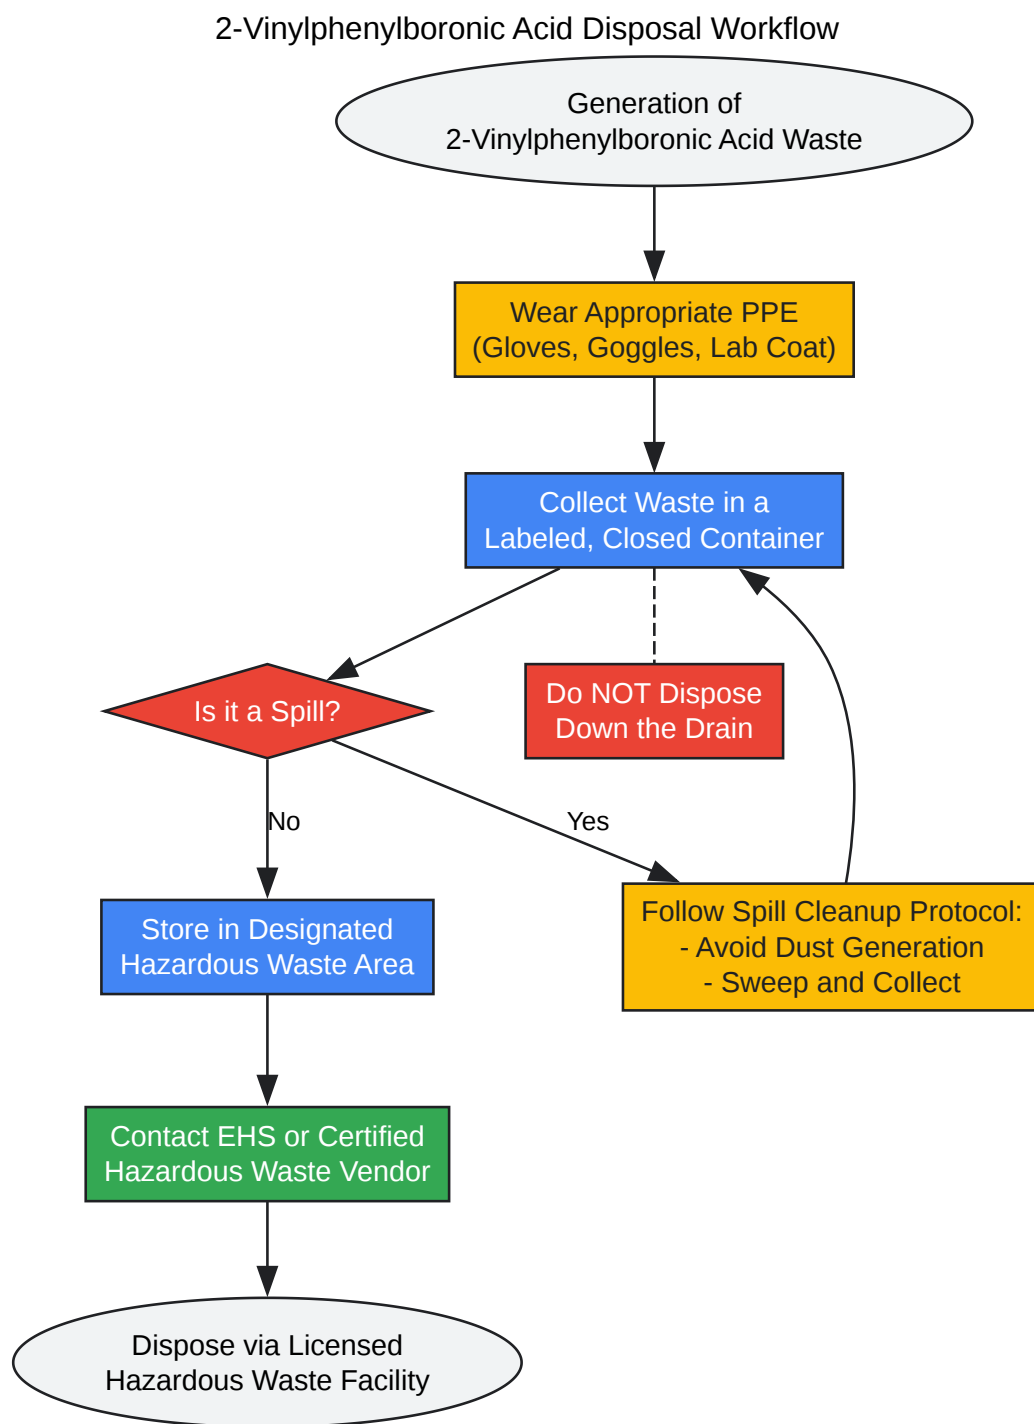 2-Vinylphenylboronic Acid Disposal Workflow
Generation of
2-Vinylphenylboronic Acid Waste
Wear Appropriate PPE
(Gloves, Goggles, Lab Coat)
Collect Waste in a
Labeled, Closed Container
Is it a Spill?
Do NOT Dispose
Down the Drain
No
Yes
Store in Designated
Hazardous Waste Area
Follow Spill Cleanup Protocol:
- Avoid Dust Generation
- Sweep and Collect
Contact EHS or Certified
Hazardous Waste Vendor
Dispose via Licensed
Hazardous Waste Facility